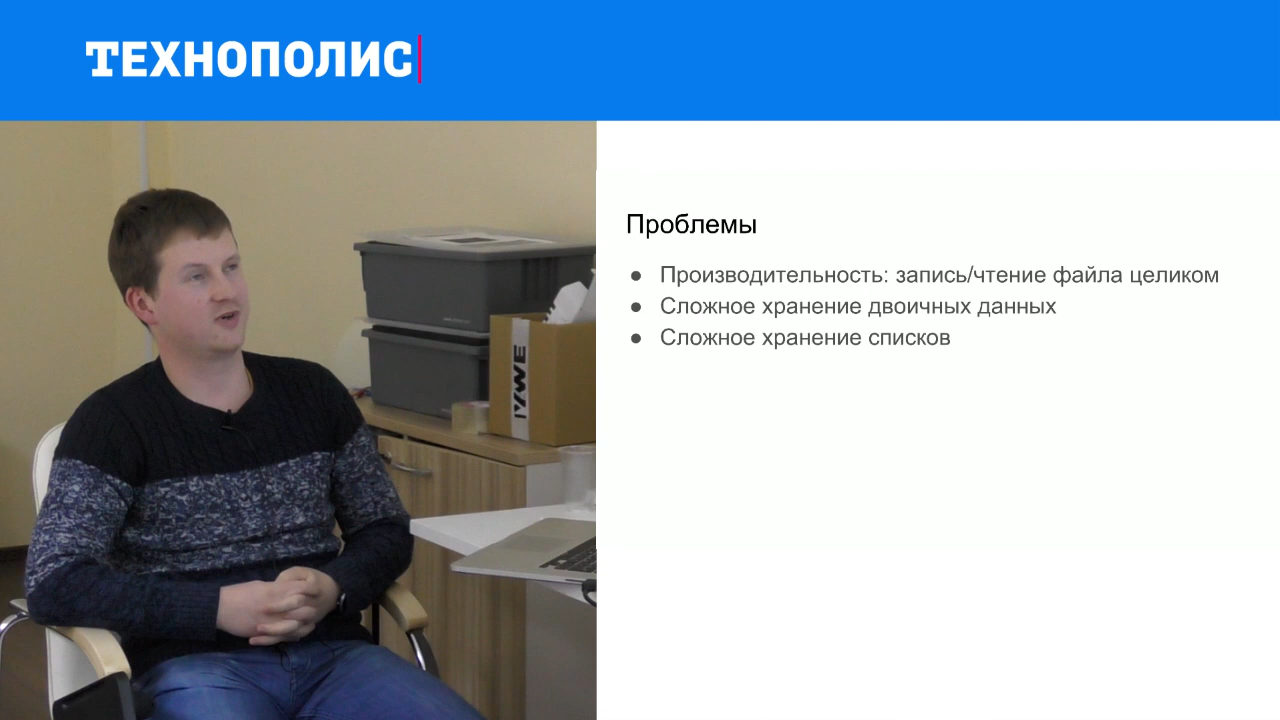 ТЕХНОПОЛИС
Проблемы
● Производительность: запись/чтение файла целиком
● Сложное хранение двоичных данных
● Сложное хранение списков